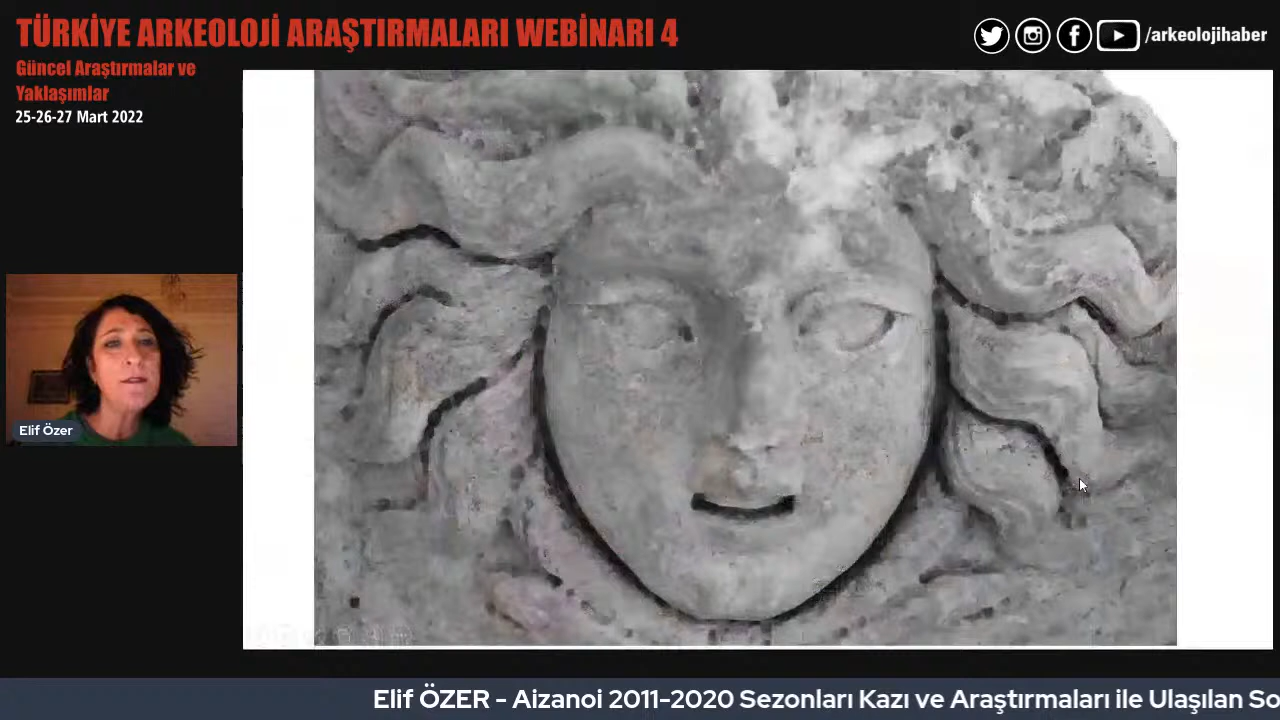 TÜRKİYE ARKEOLOJİ ARAŞTIRMALARI WEBİNARI 4
/arkeolojihaber
Güncel Araştırmalar ve
Yaklaşımlar
25-26-27 Mart 2022
Elif Özer
Elif ÖZER - Aizanoi 2011-2020 Sezonları Kazı ve Araştırmaları ile Ulaşılan So